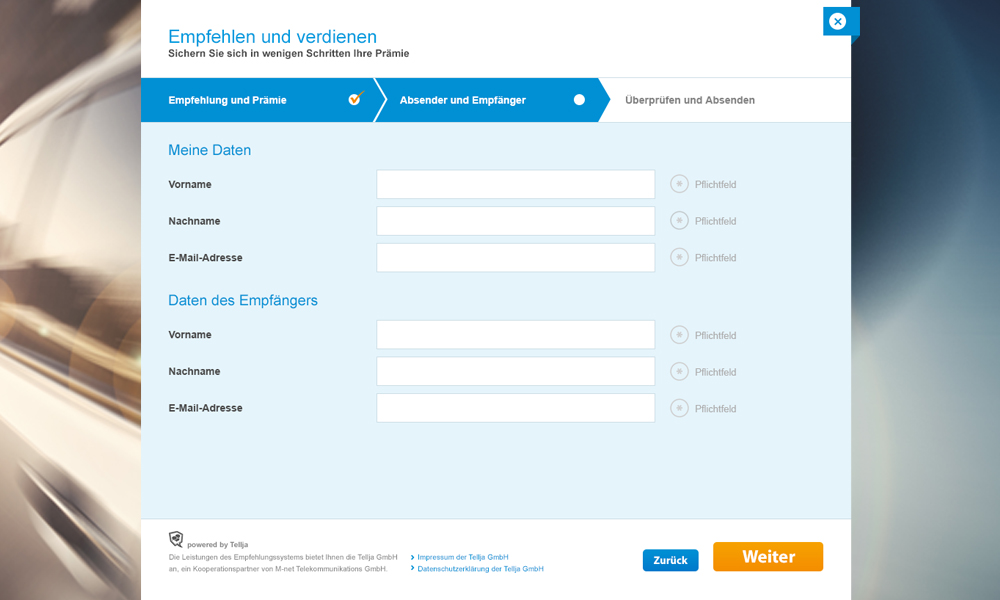 Empfehlen und verdienen
Sichern Sie sich in wenigen Schritten Ihre Prämie
Empfehlung und Prämie
Absender und Empfänger
Überprüfen und Absenden
Meine Daten
Vorname
Pflichtfeld
Nachname
Pflichtfeld
E-Mail-Adresse
Pflichtfeld
Daten des Empfängers
Vorname
Pflichtfeld
Nachname
Pflichtfeld
E-Mail-Adresse
Pflichtfeld
powered by Tellja
Die Leistungen des Empfehlungssystems bietet Ihnen die Tellja GmbH
an, ein Kooperationspartner von M-net Telekommunikations GmbH.
Impressum der Tellja GmbH
Datenschutzerklärung der Tellja GmbH
Zurück
Weiter